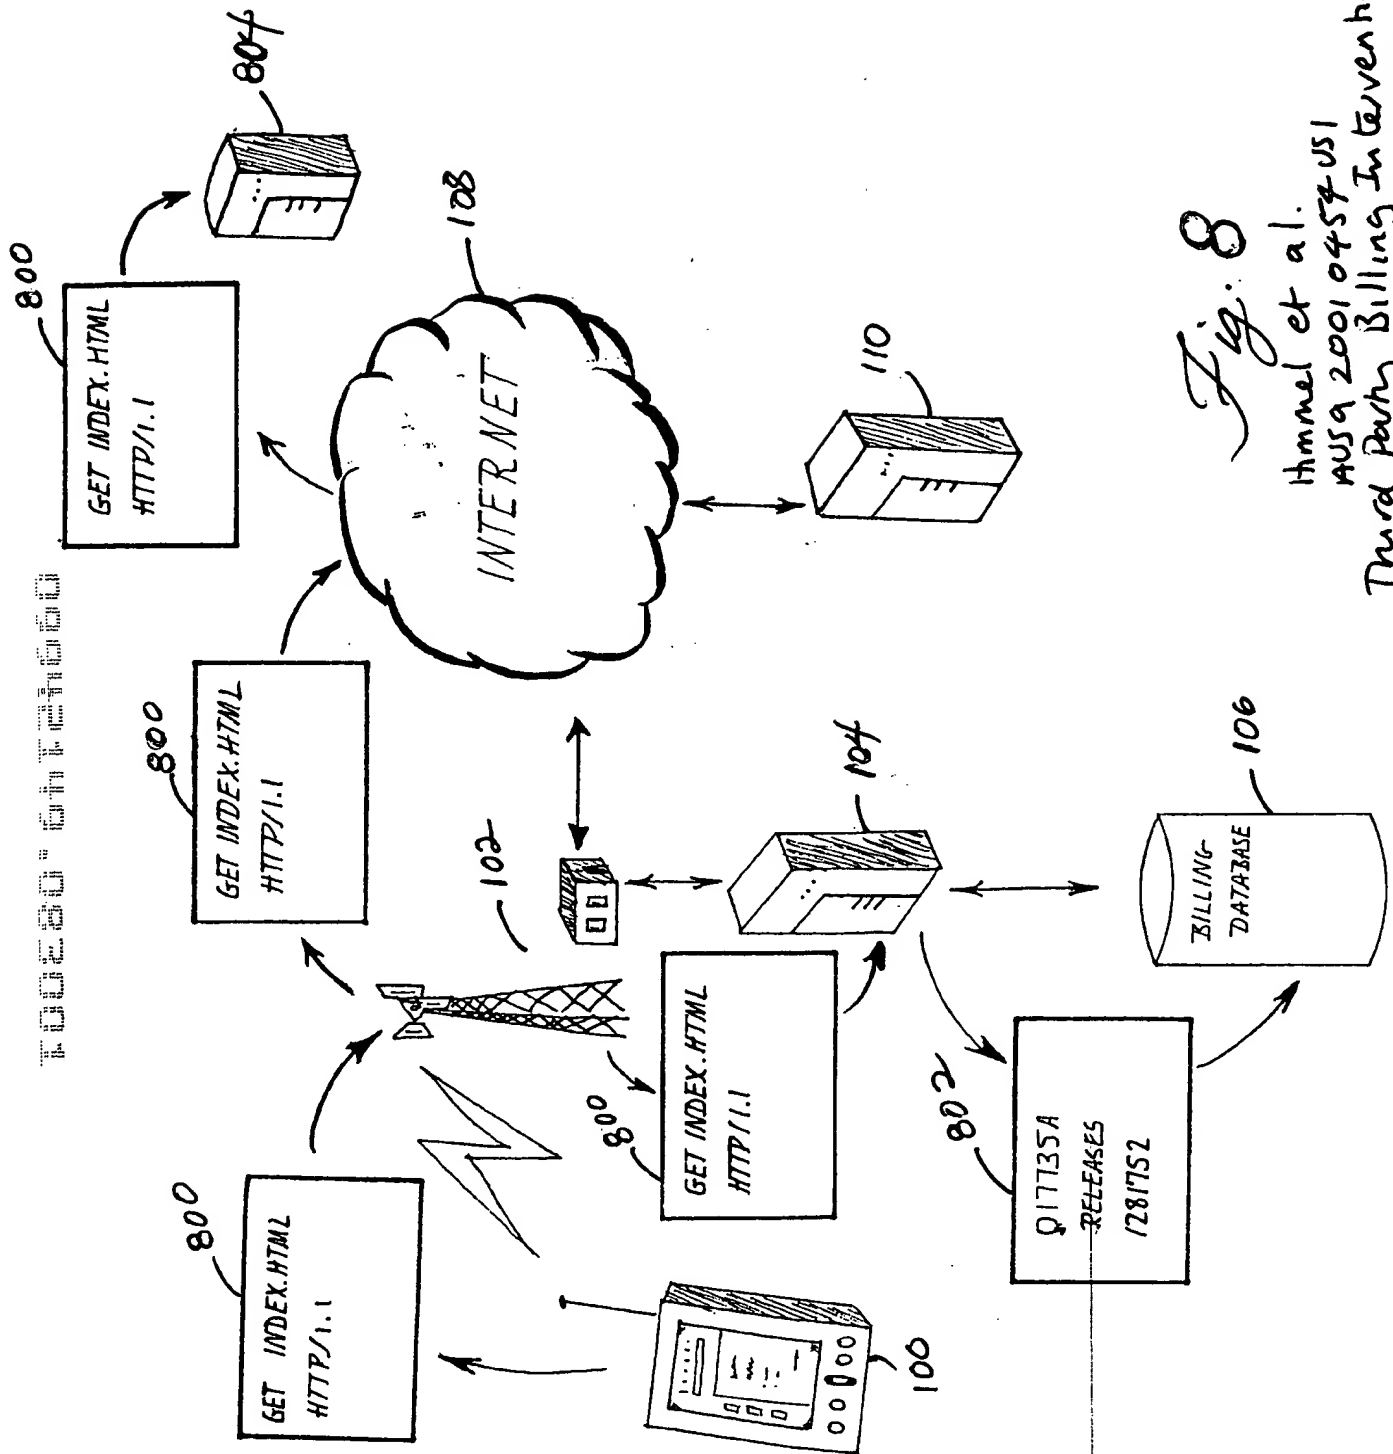 800
GET INDEX.HTML
HTTP/1.1
804
800
GET INDEX.HTML
HTTP/1.1
108
INTERNET
110
800
GET INDEX.HTML
HTTP/1.1
102
800
GET INDEX.HTML
HTTP/1.1
104
100
802
Q17735A
RELEASES
1281752
BILLING
DATABASE
106
Fig. 8
Himmel et al.
AUS9 2001 0454 US1
Third Party Billing